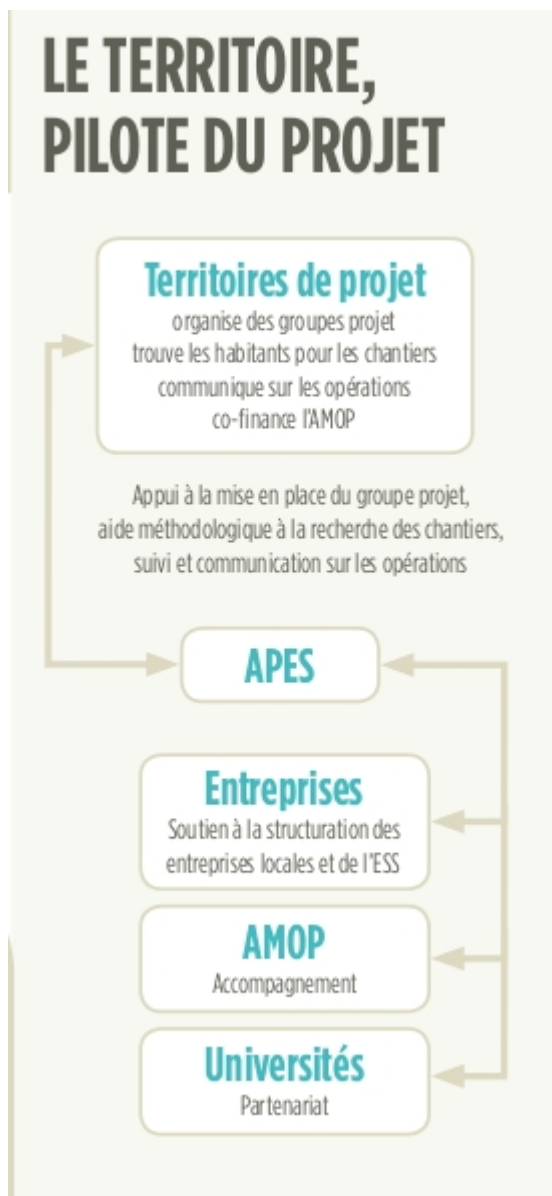 LE TERRITOIRE,
PILOTE DU PROJET
Territoires de projet
organise des groupes projet
trouve les habitants pour les chantiers
communique sur les opérations
co-finance l'AMOP
Appui à la mise en place du groupe projet,
aide méthodologique à la recherche des chantiers,
suivi et communication sur les opérations
APES
Entreprises
Soutien à la structuration des
entreprises locales et de l'ESS
AMOP
Accompagnement
Universités
Partenariat